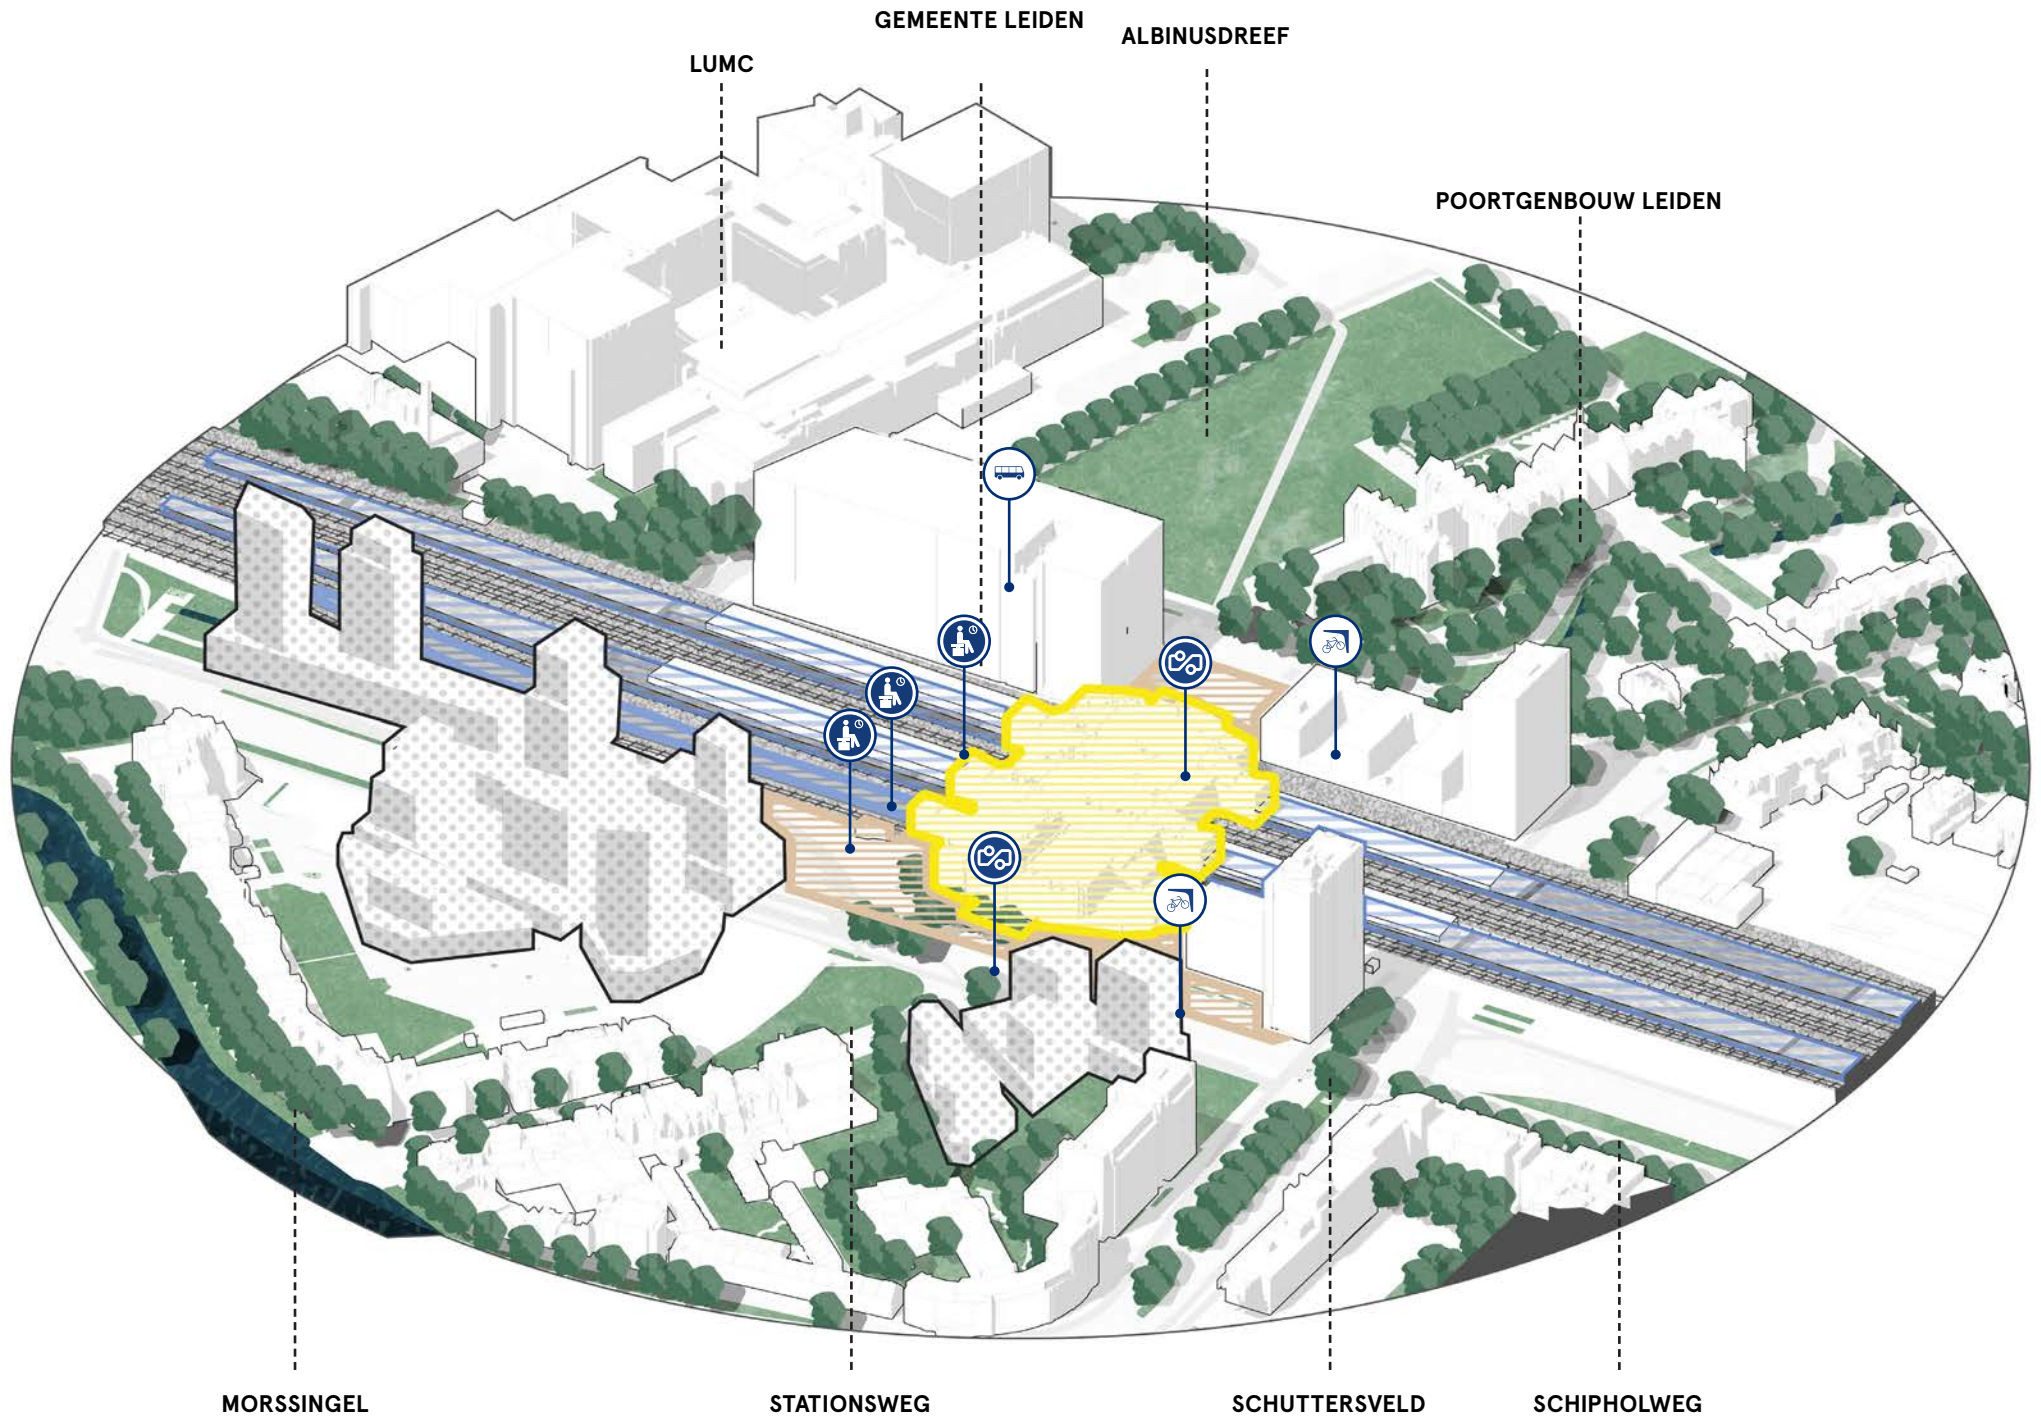 GEMEENTE LEIDEN
ALBINUSDREEF
LUMC
POORTGENBOUW LEIDEN
MORSSINGEL
STATIONSWEG
SCHUTTERSVELD
SCHIPHOLWEG